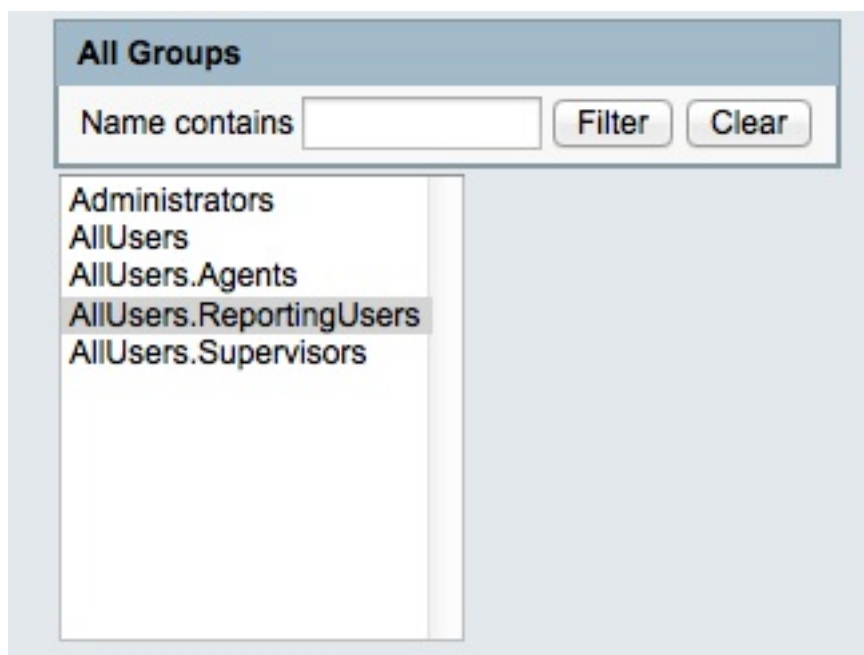 All Groups
Name contains Filter Clear
Administrators
AllUsers
AllUsers.Agents
AllUsers.ReportingUsers
AllUsers.Supervisors